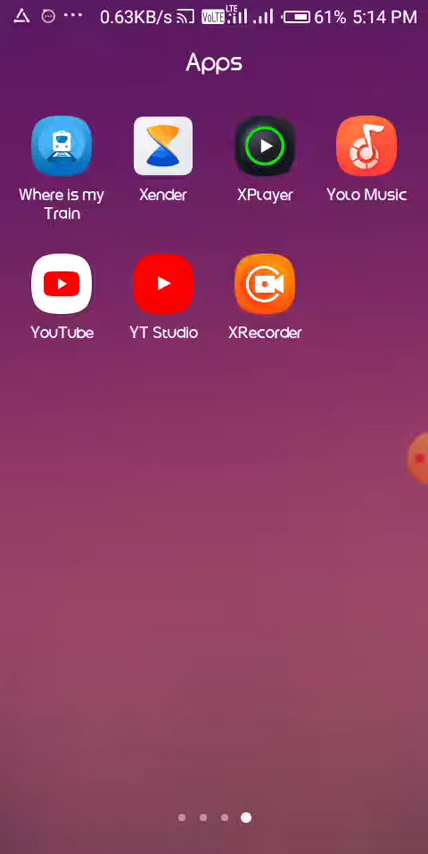 0.63KB/s VoLTE LTE 61% 5:14 PM
Apps
Where is my Train
Xender
XPlayer
Yolo Music
YouTube
YT Studio
XRecorder